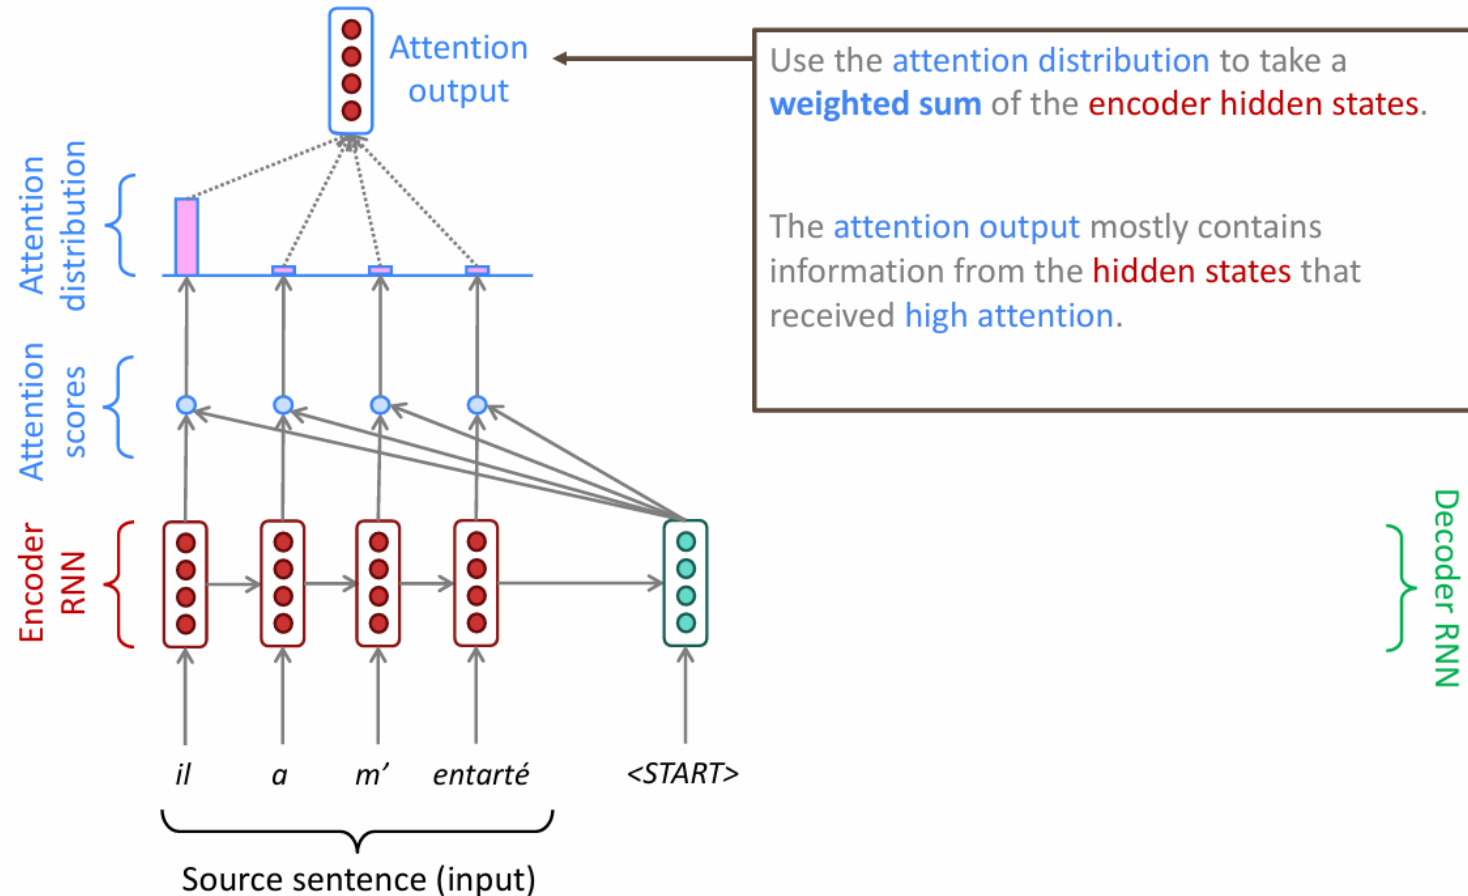 Attention
output
Use the attention distribution to take a
weighted sum of the encoder hidden states.
The attention output mostly contains
information from the hidden states that
received high attention.
Attention
distribution
Attention
scores
Encoder
RNN
Decoder RNN
il a m’ entarté <START>
Source sentence (input)